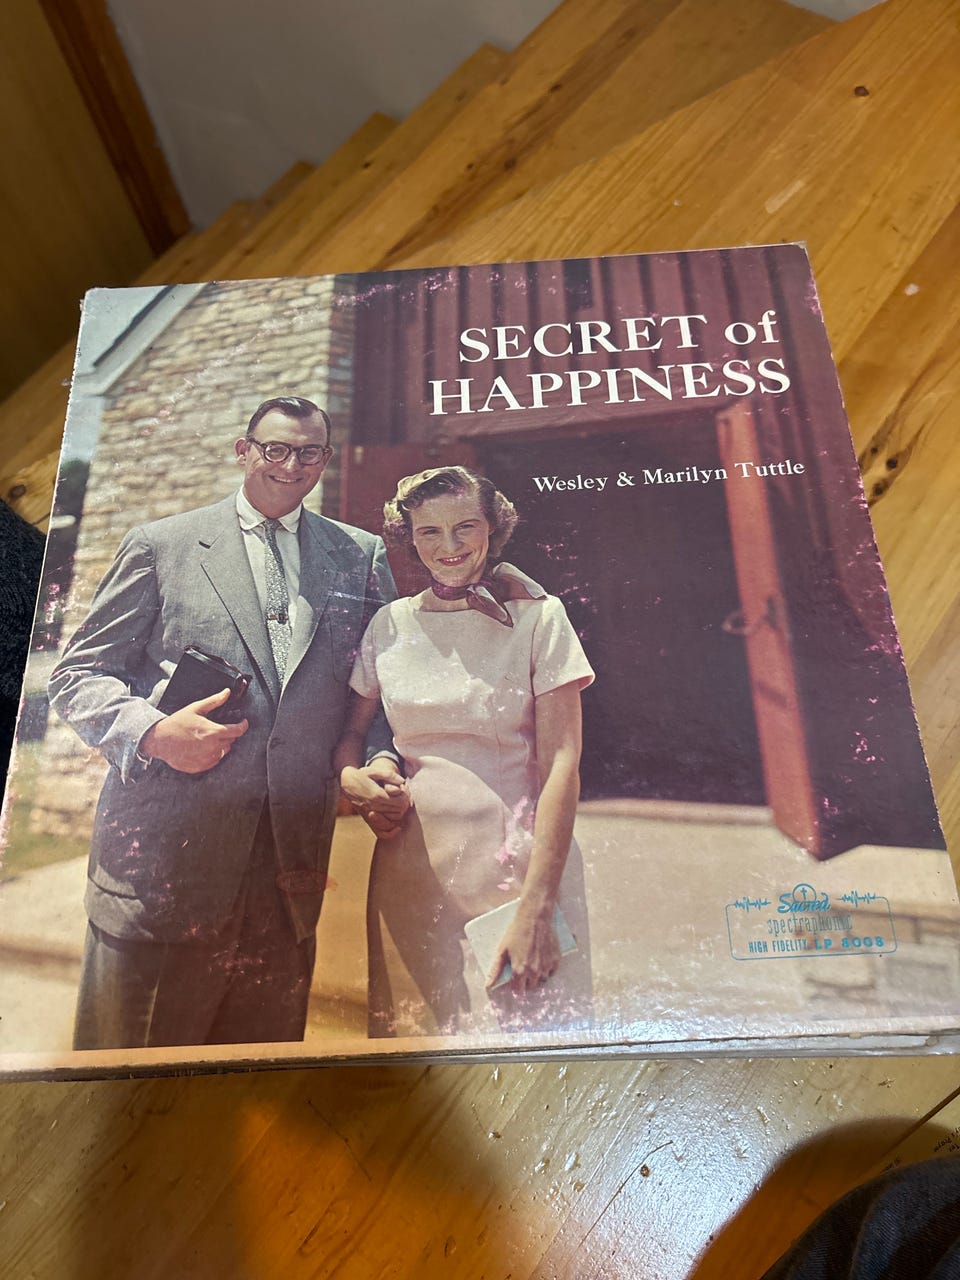 SECRET of
HAPPINESS
Wesley & Marilyn Tuttle
Sacred
spectraphonic
HIGH FIDELITY LP 8008